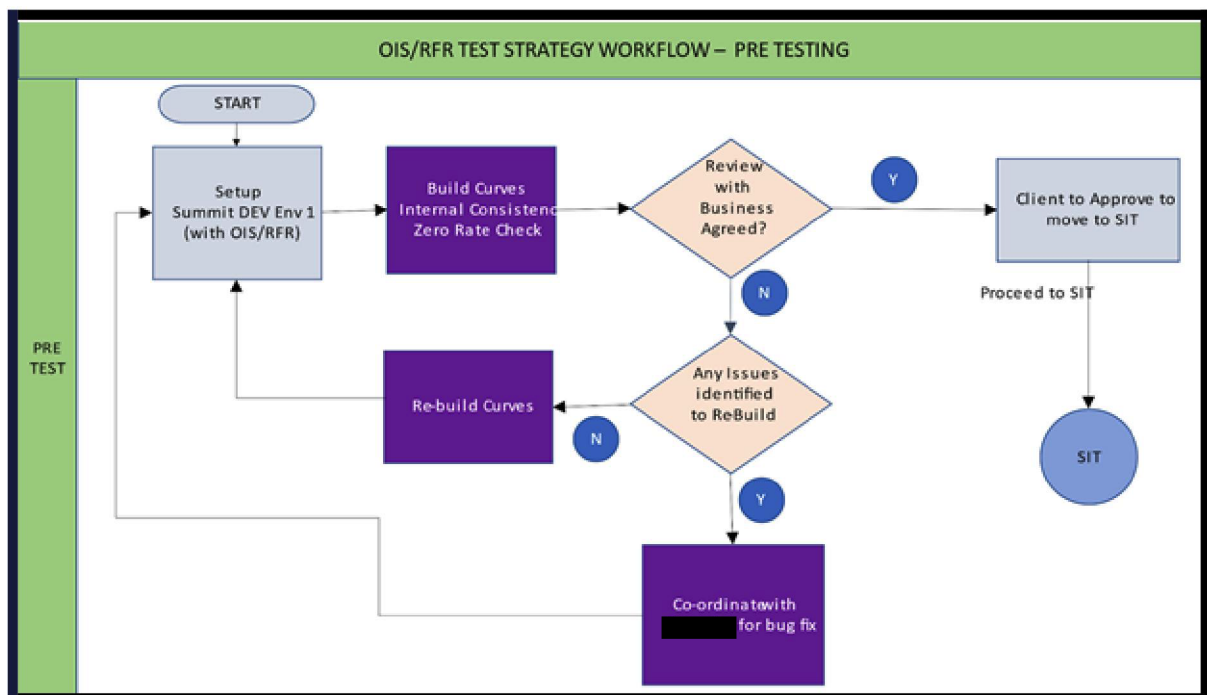 OIS/RFR TEST STRATEGY WORKFLOW – PRE TESTING
PRE
TEST
START
Setup
Summit DEV Env 1
(with OIS/RFR)
Build Curves
Internal Consistenc
Zero Rate Check
Review
with
Business
Agreed?
Y
Client to Approve to
move to SIT
Proceed to SIT
SIT
N
Any Issues
identified
to ReBuild
N
Re-build Curves
Y
Co-ordinate with
for bug fix